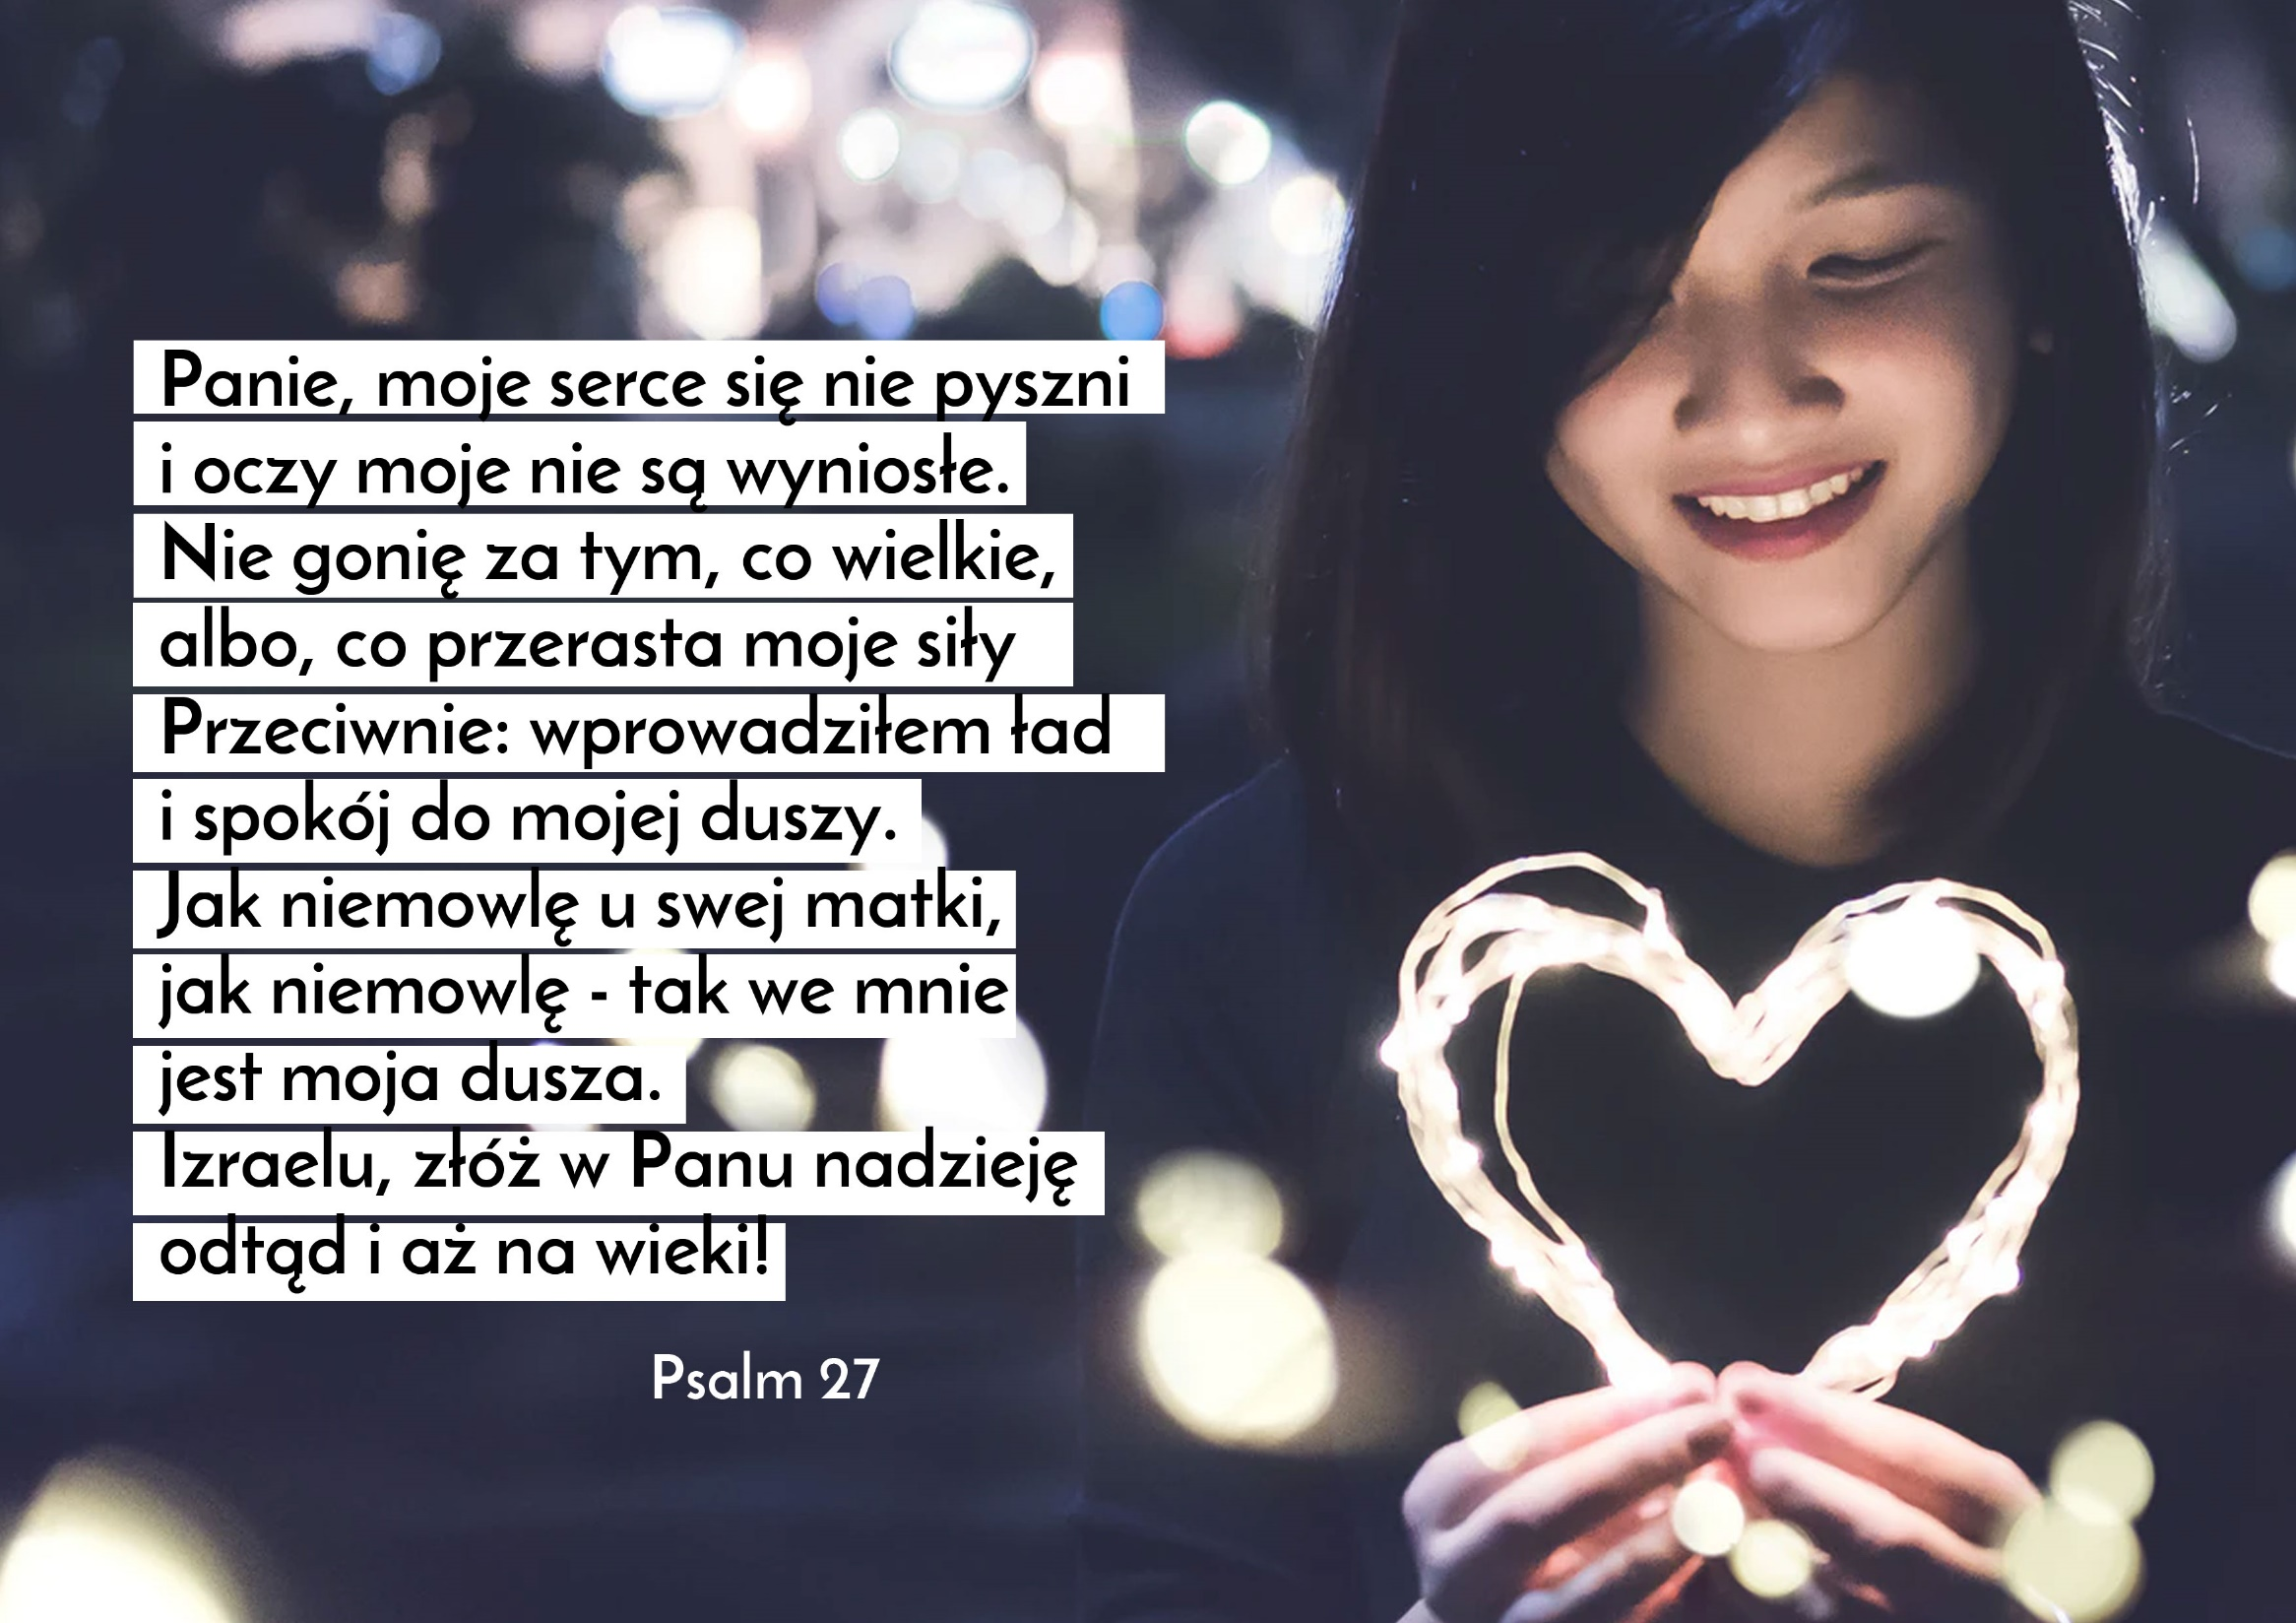 Panie, moje serce się nie pyszni
i oczy moje nie są wyniosłe.
Nie gonię za tym, co wielkie,
albo, co przerasta moje siły
Przeciwnie: wprowadziłem ład
i spokój do mojej duszy.
Jak niemowlę u swej matki,
jak niemowlę - tak we mnie
jest moja dusza.
Izraelu, złóż w Panu nadzieję
odtąd i aż na wieki!
Psalm 27